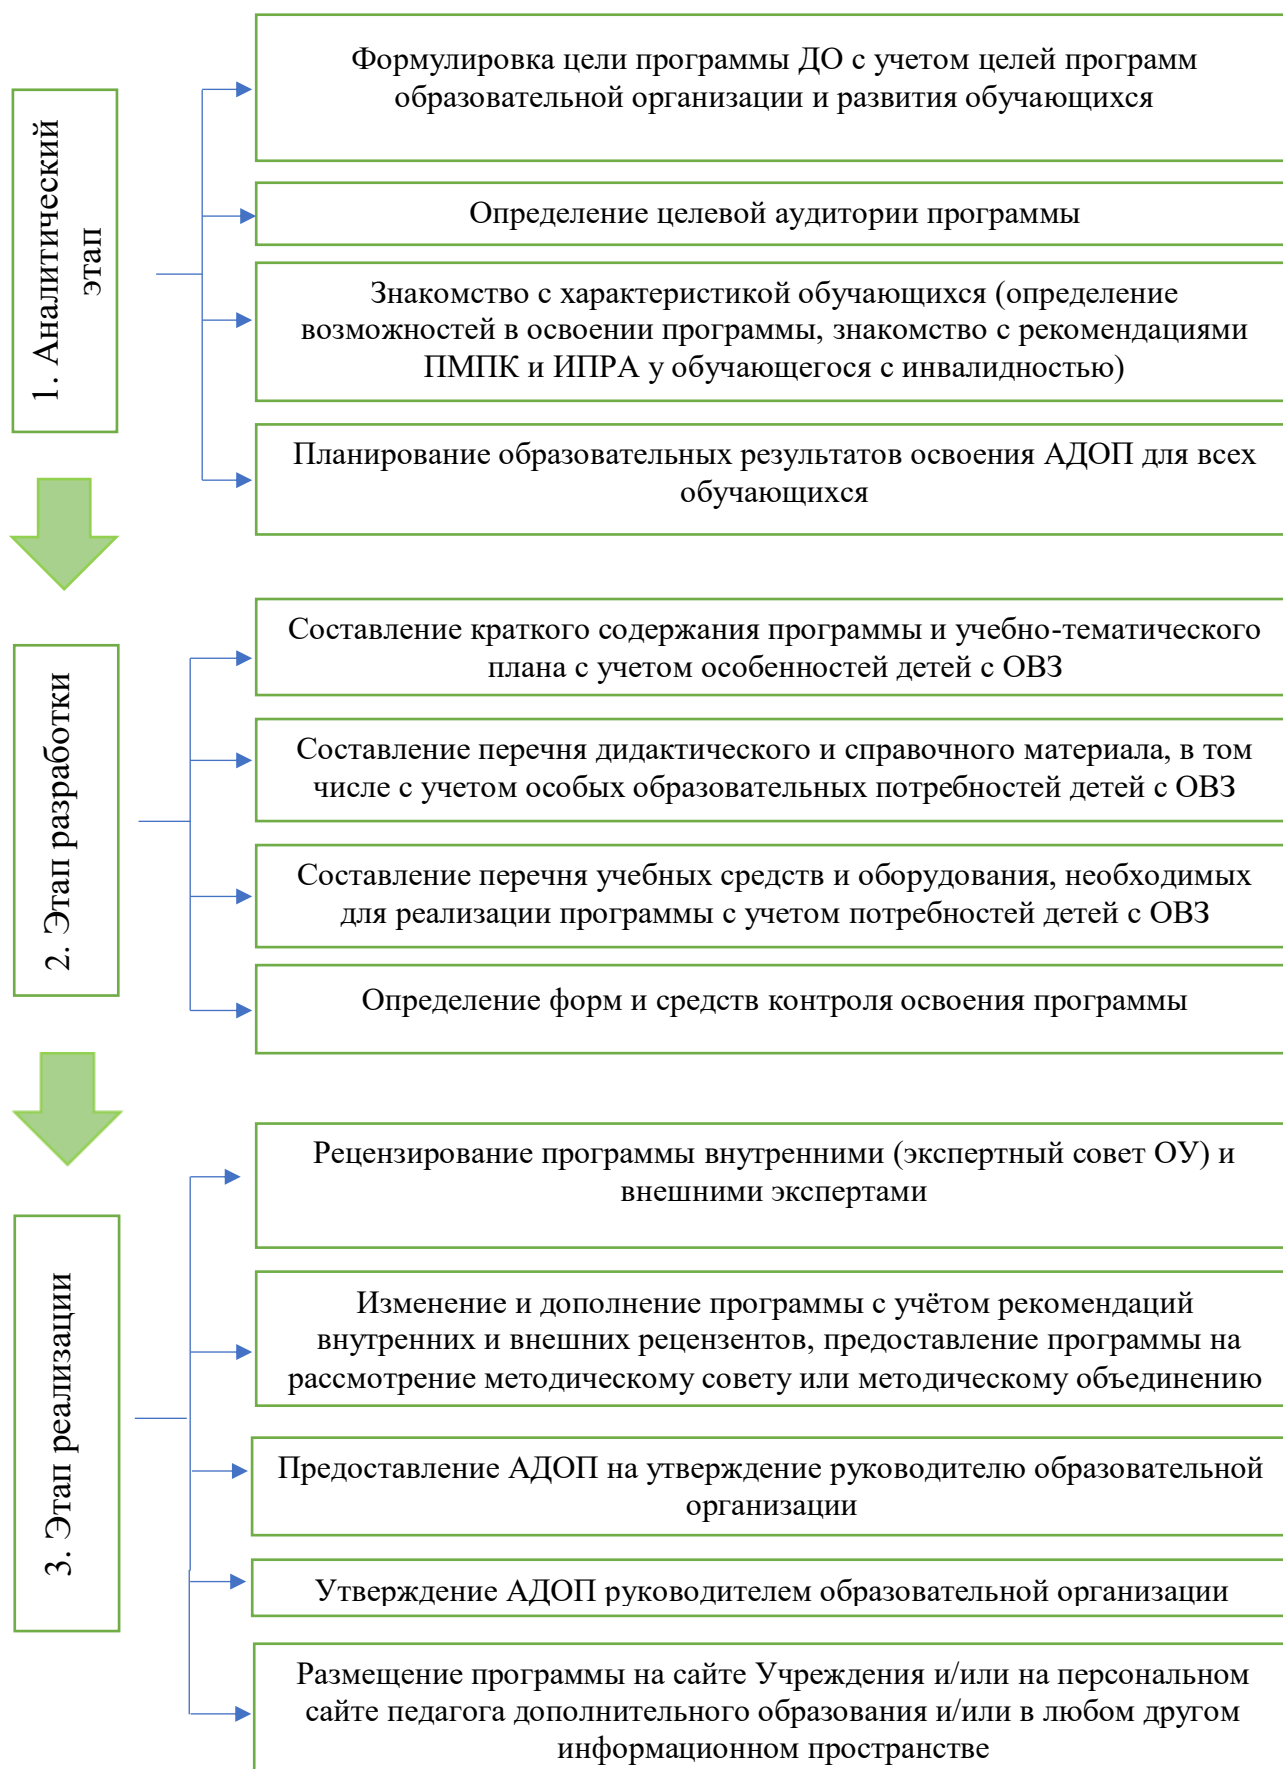 1. Аналитический
этап
Формулировка цели программы ДО с учетом целей программ
образовательной организации и развития обучающихся
Определение целевой аудитории программы
Знакомство с характеристикой обучающихся (определение
возможностей в освоении программы, знакомство с рекомендациями
ПМПК и ИПРА у обучающегося с инвалидностью)
Планирование образовательных результатов освоения АДОП для всех
обучающихся
2. Этап разработки
Составление краткого содержания программы и учебно-тематического
плана с учетом особенностей детей с ОВЗ
Составление перечня дидактического и справочного материала, в том
числе с учетом особых образовательных потребностей детей с ОВЗ
Составление перечня учебных средств и оборудования, необходимых
для реализации программы с учетом потребностей детей с ОВЗ
Определение форм и средств контроля освоения программы
3. Этап реализации
Рецензирование программы внутренними (экспертный совет ОУ) и
внешними экспертами
Изменение и дополнение программы с учётом рекомендаций
внутренних и внешних рецензентов, предоставление программы на
рассмотрение методическому совету или методическому объединению
Предоставление АДОП на утверждение руководителю образовательной
организации
Утверждение АДОП руководителем образовательной организации
Размещение программы на сайте Учреждения и/или на персональном
сайте педагога дополнительного образования и/или в любом другом
информационном пространстве